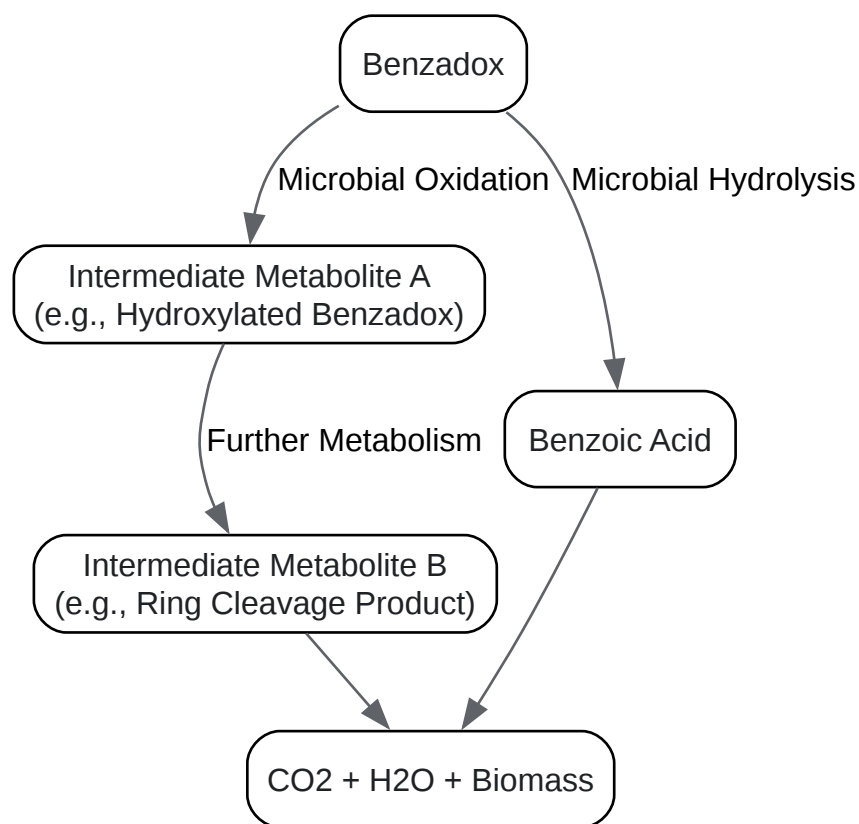 Benzadox
Microbial Oxidation
Microbial Hydrolysis
Intermediate Metabolite A
(e.g., Hydroxylated Benzadox)
Further Metabolism
Benzoic Acid
Intermediate Metabolite B
(e.g., Ring Cleavage Product)
CO2 + H2O + Biomass